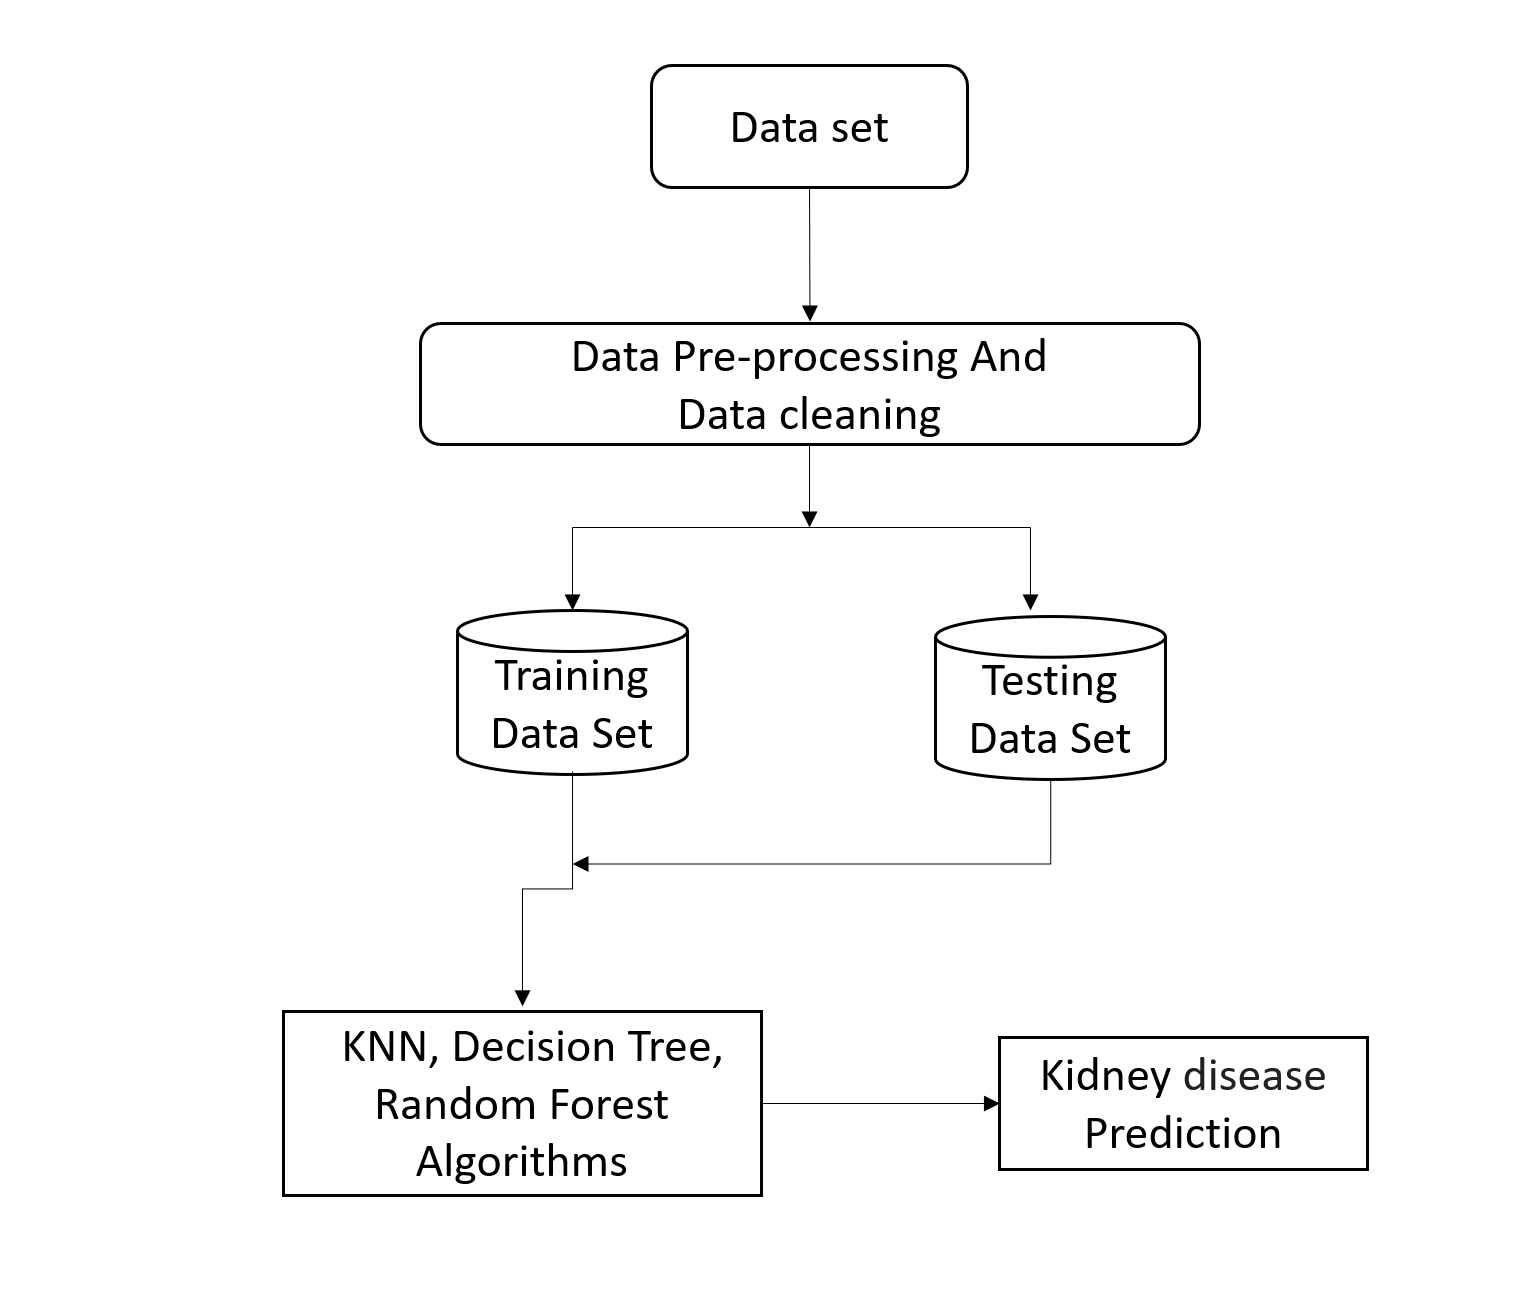 Data set
Data Pre-processing And
Data cleaning
Training
Data Set
Testing
Data Set
KNN, Decision Tree,
Random Forest
Algorithms
Kidney disease
Prediction